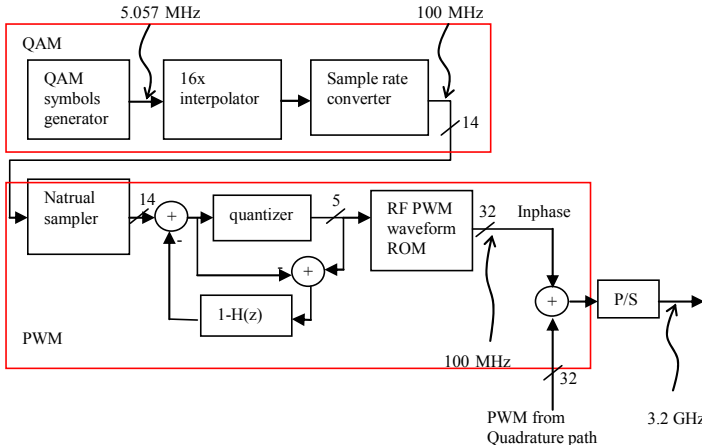 5.057 MHz
100 MHz
QAM
QAM
symbols
generator
16x
interpolator
Sample rate
converter
14
Natrual
sampler
14
+
-
quantizer
5
RF PWM
waveform
ROM
32
Inphase
-
+
1-H(z)
+
P/S
PWM
100 MHz
32
PWM from
Quadrature path
3.2 GHz